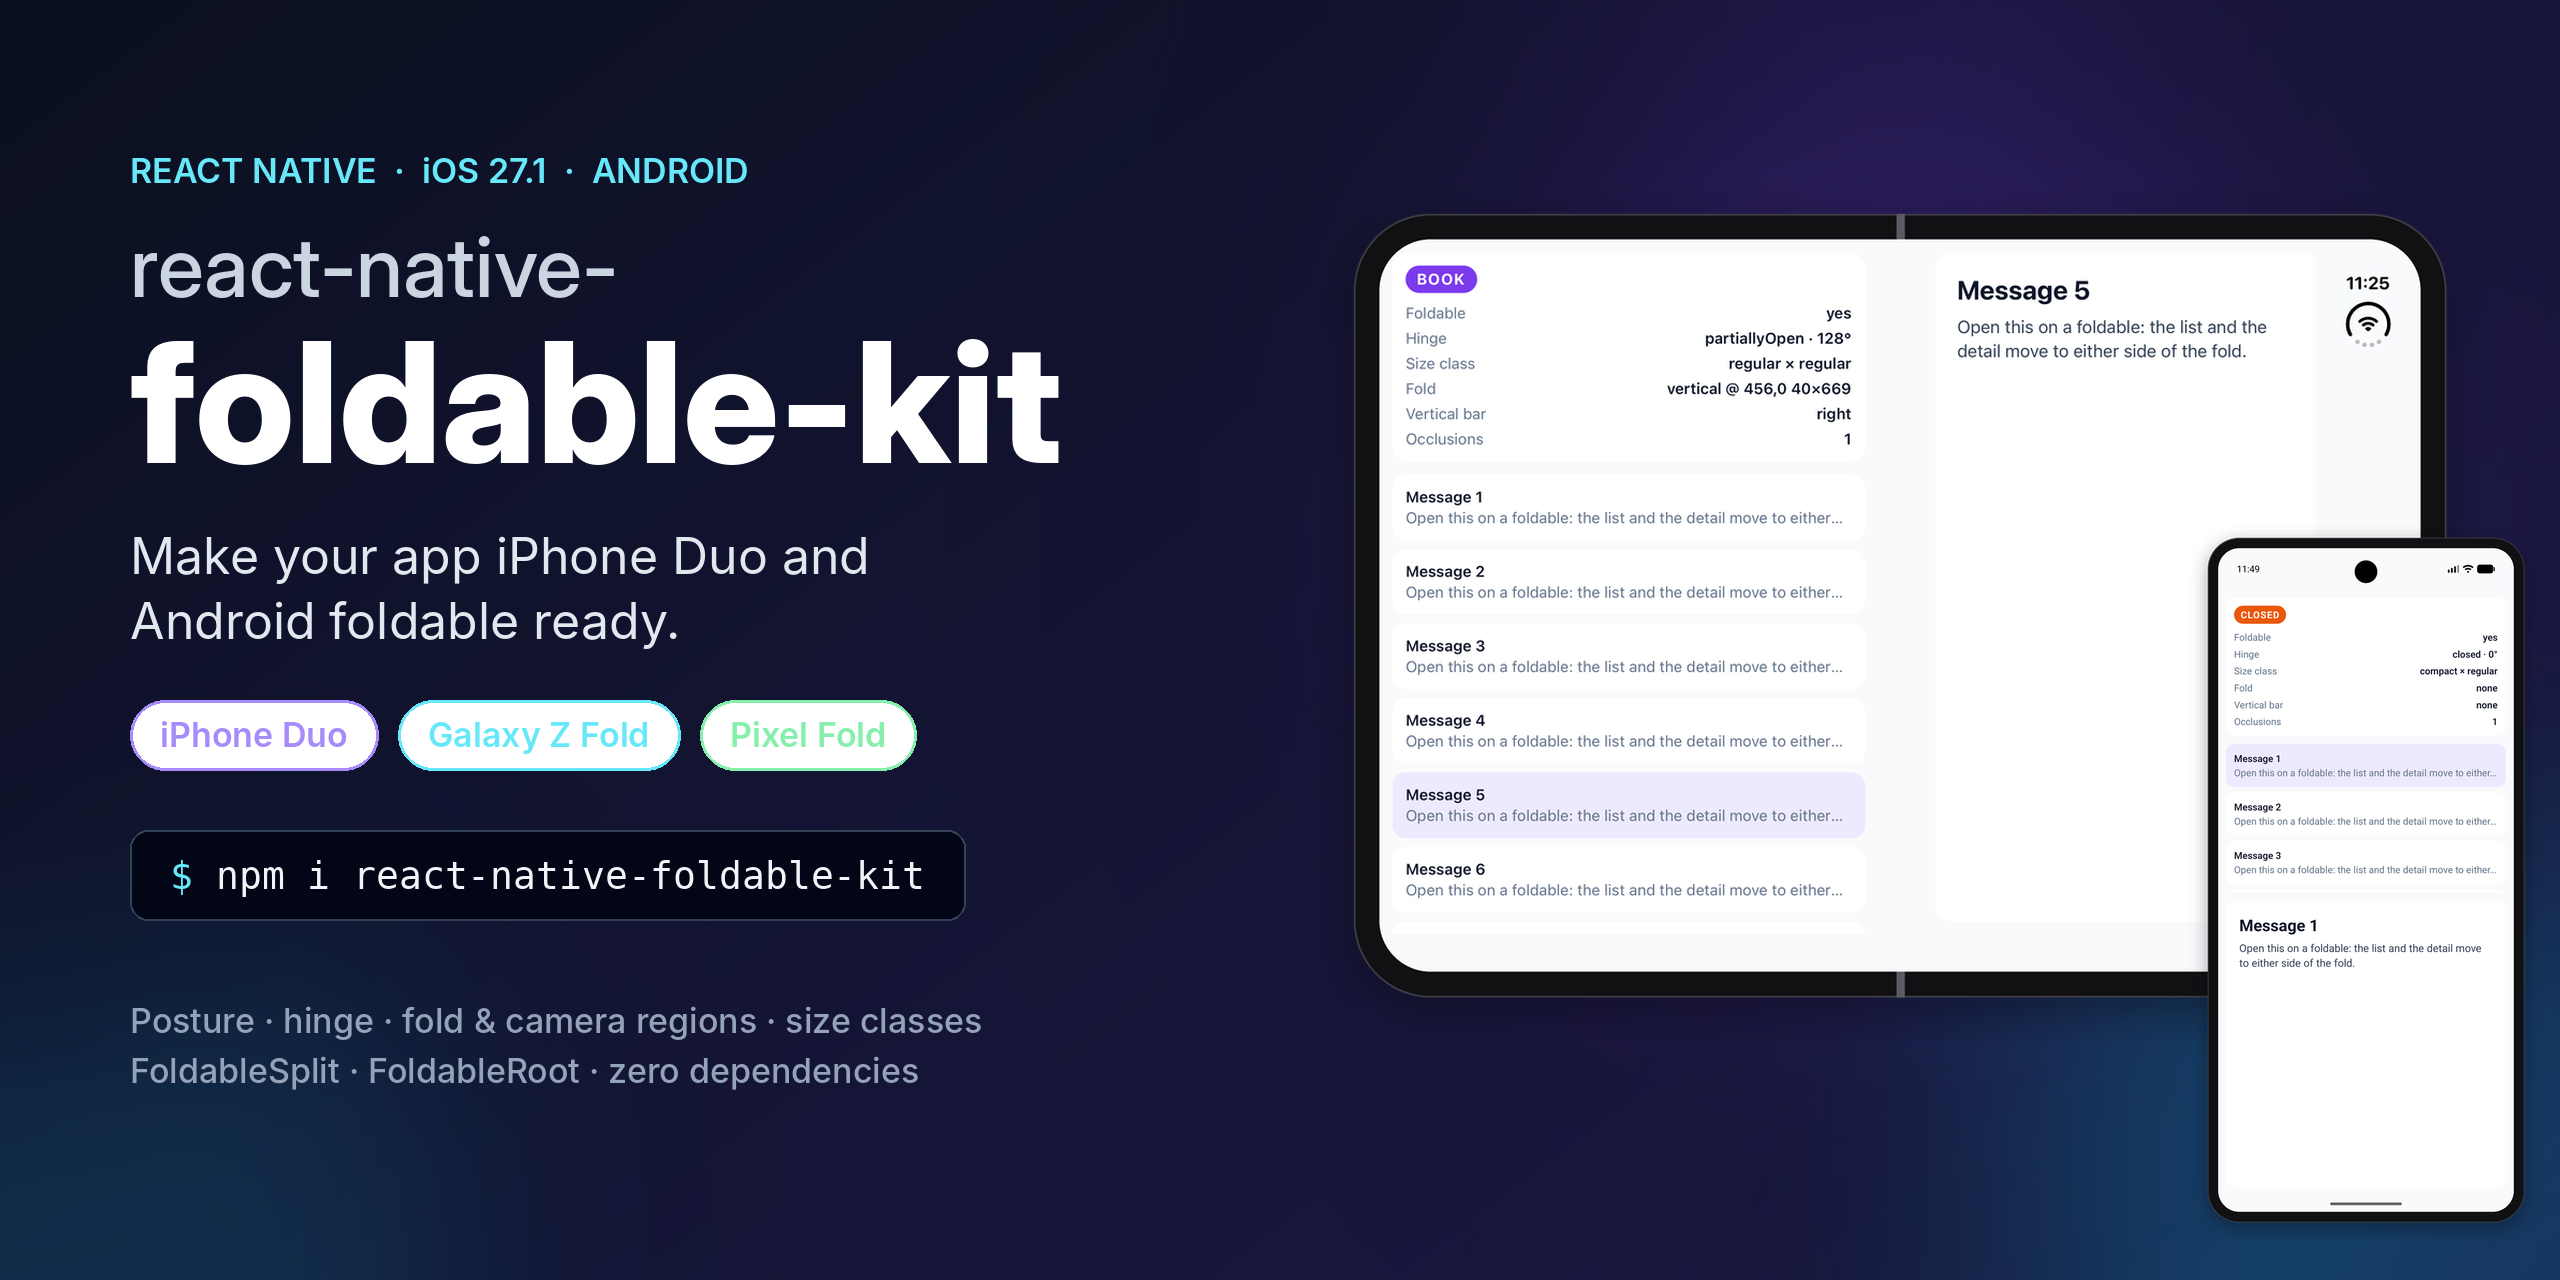 REACT NATIVE · iOS 27.1 · ANDROID
react-native-
foldable-kit
Make your app iPhone Duo and
Android foldable ready.
iPhone Duo
Galaxy Z Fold
Pixel Fold
$ npm i react-native-foldable-kit
Posture · hinge · fold & camera regions · size classes
FoldableSplit · FoldableRoot · zero dependencies
BOOK
Foldable yes
Hinge partiallyOpen · 128°
Size class regular × regular
Fold vertical @ 456,0 40×669
Vertical bar right
Occlusions 1
Message 1
Open this on a foldable: the list and the detail move to either...
Message 2
Open this on a foldable: the list and the detail move to either...
Message 3
Open this on a foldable: the list and the detail move to either...
Message 4
Open this on a foldable: the list and the detail move to either...
Message 5
Open this on a foldable: the list and the detail move to either...
Message 6
Open this on a foldable: the list and the detail move to either...
Message 5
Open this on a foldable: the list and the
detail move to either side of the fold.
11:25
11:49
CLOSED
Foldable yes
Hinge closed · 0°
Size class compact × regular
Fold none
Vertical bar none
Occlusions 1
Message 1
Open this on a foldable: the list and the detail move to either...
Message 2
Open this on a foldable: the list and the detail move to either...
Message 3
Open this on a foldable: the list and the detail move to either...
Message 1
Open this on a foldable: the list and the detail move
to either side of the fold.